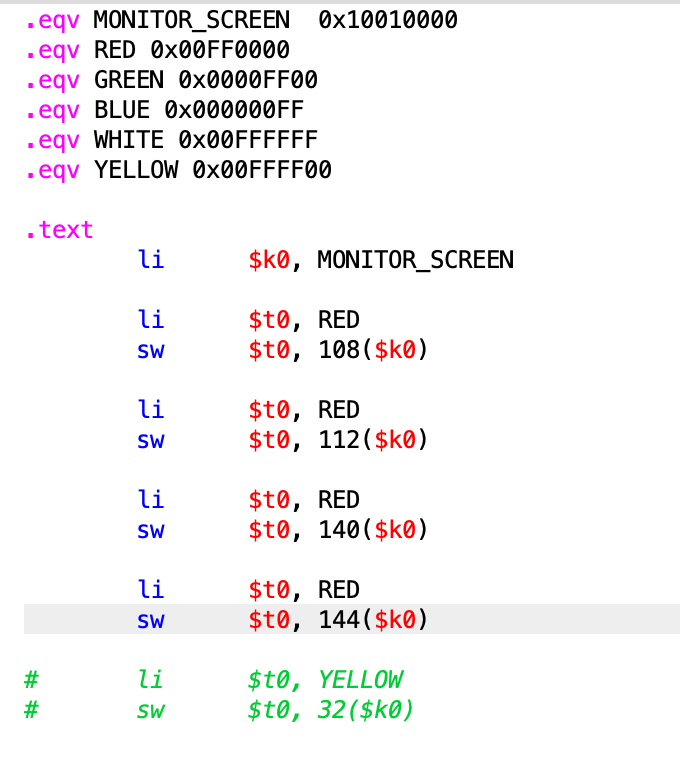 .eqv MONITOR_SCREEN  0x10010000
.eqv RED 0x00FF0000
.eqv GREEN 0x0000FF00
.eqv BLUE 0x000000FF
.eqv WHITE 0x00FFFFFF
.eqv YELLOW 0x00FFFF00

.text
        li      $k0, MONITOR_SCREEN

        li      $t0, RED
        sw      $t0, 108($k0)

        li      $t0, RED
        sw      $t0, 112($k0)

        li      $t0, RED
        sw      $t0, 140($k0)

        li      $t0, RED
        sw      $t0, 144($k0)

#       li      $t0, YELLOW
#       sw      $t0, 32($k0)